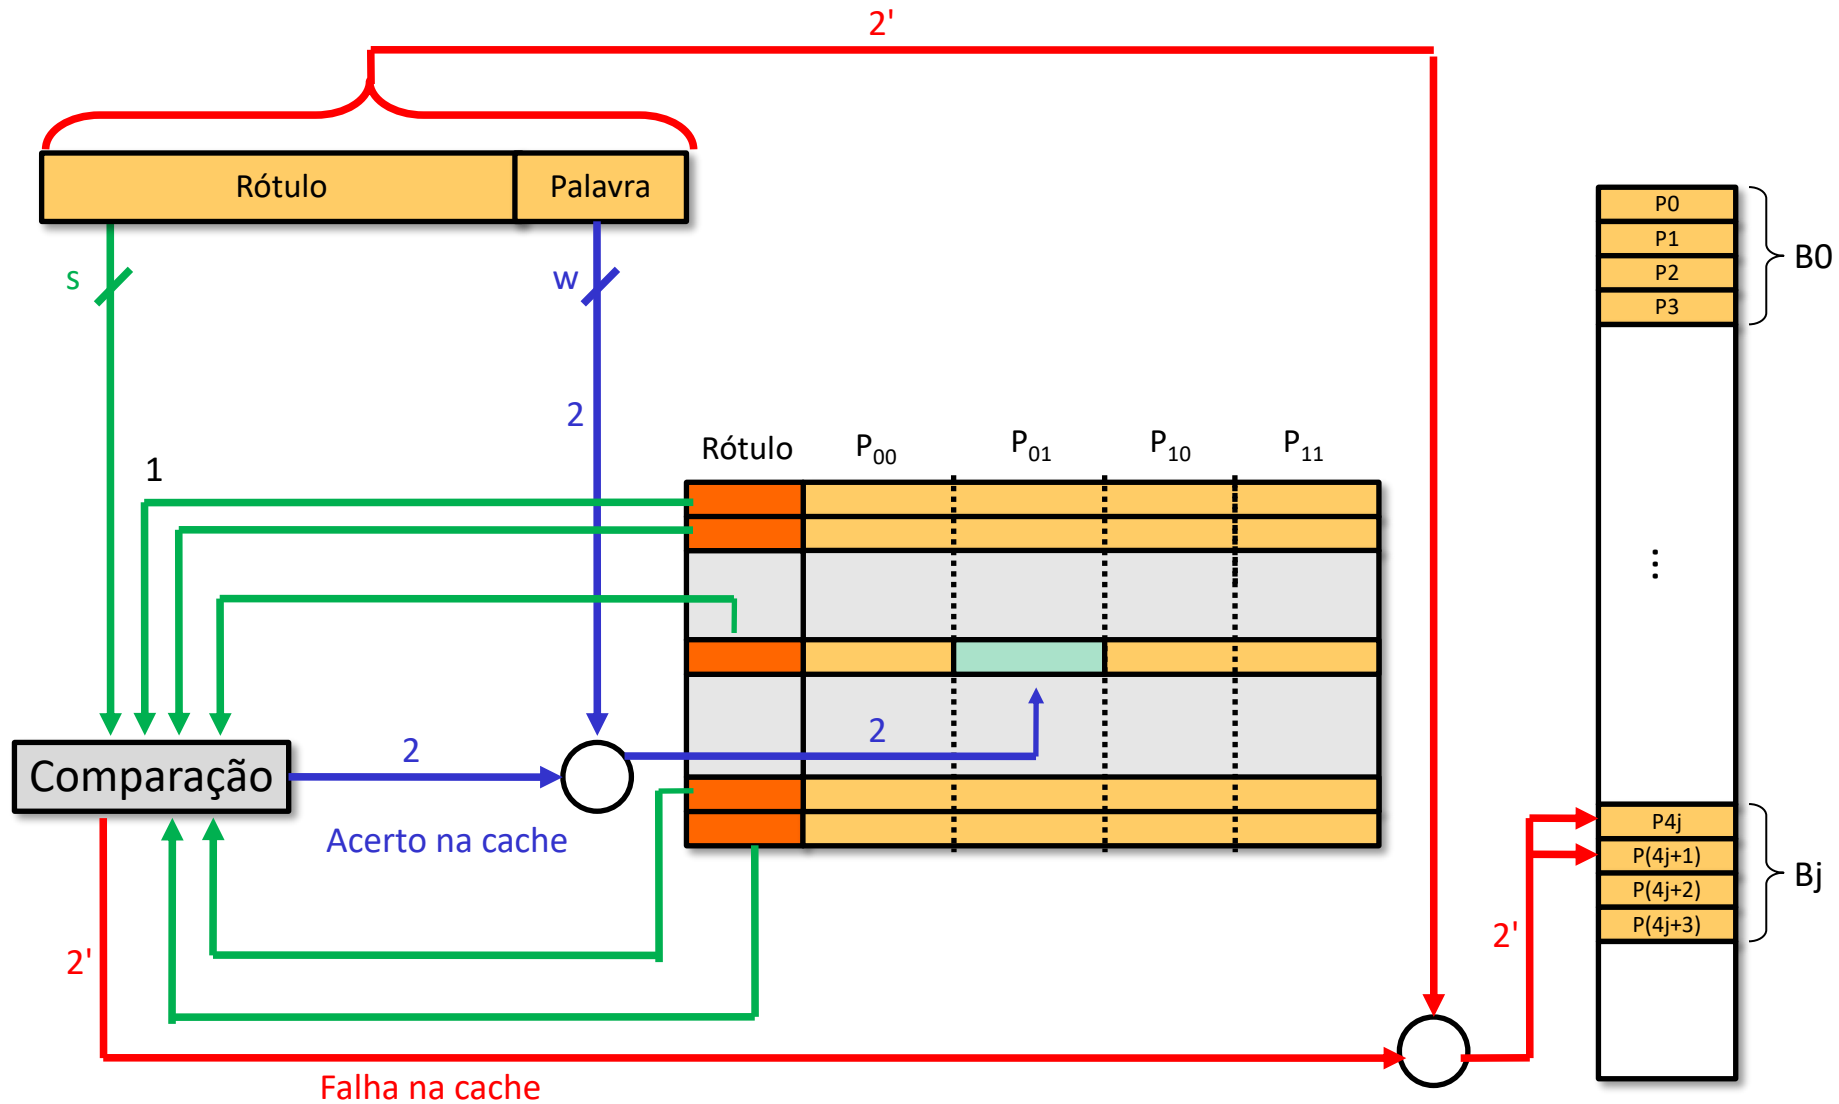 2'
Rótulo Palavra
s w
2
1
Rótulo P00 P01 P10 P11
Comparação
2
2
Acerto na cache
2'
Falha na cache
2'
P0
P1
P2
P3
B0
...
P4j
P(4j+1)
P(4j+2)
P(4j+3)
Bj